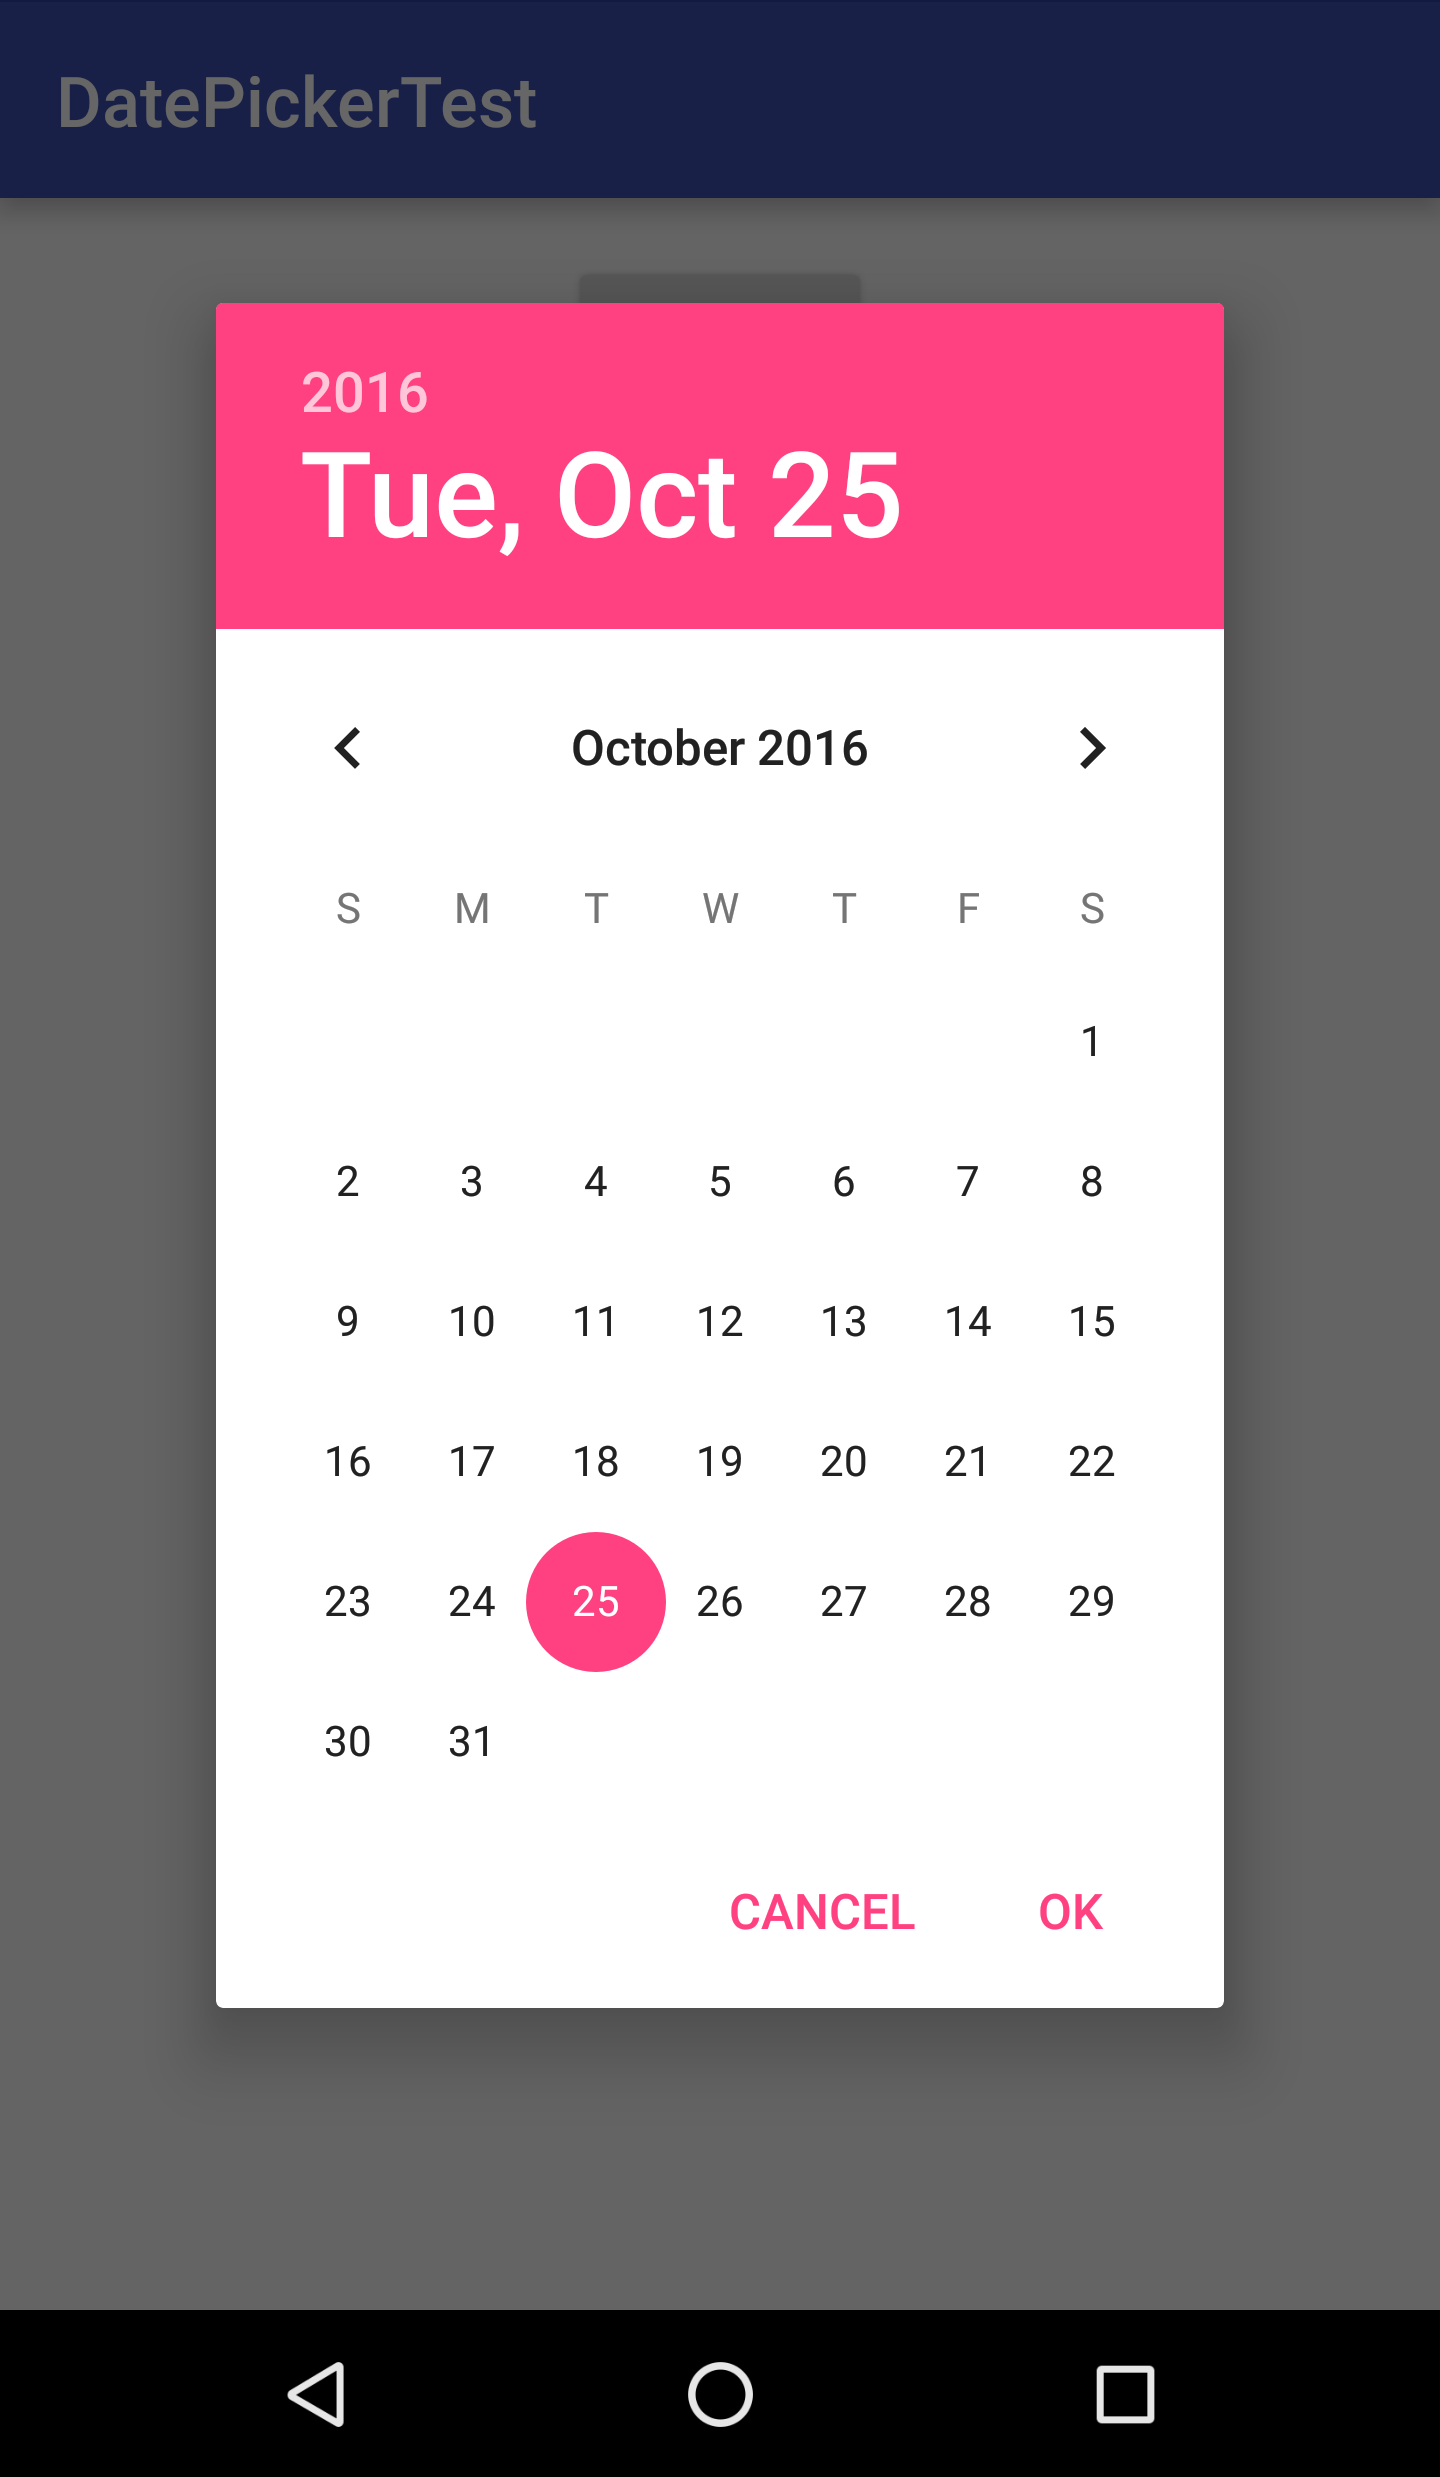 DatePickerTest
2016
Tue, Oct 25
October 2016
S M T W T F S
1
2 3 4 5 6 7 8
9 10 11 12 13 14 15
16 17 18 19 20 21 22
23 24 25 26 27 28 29
30 31
CANCEL OK